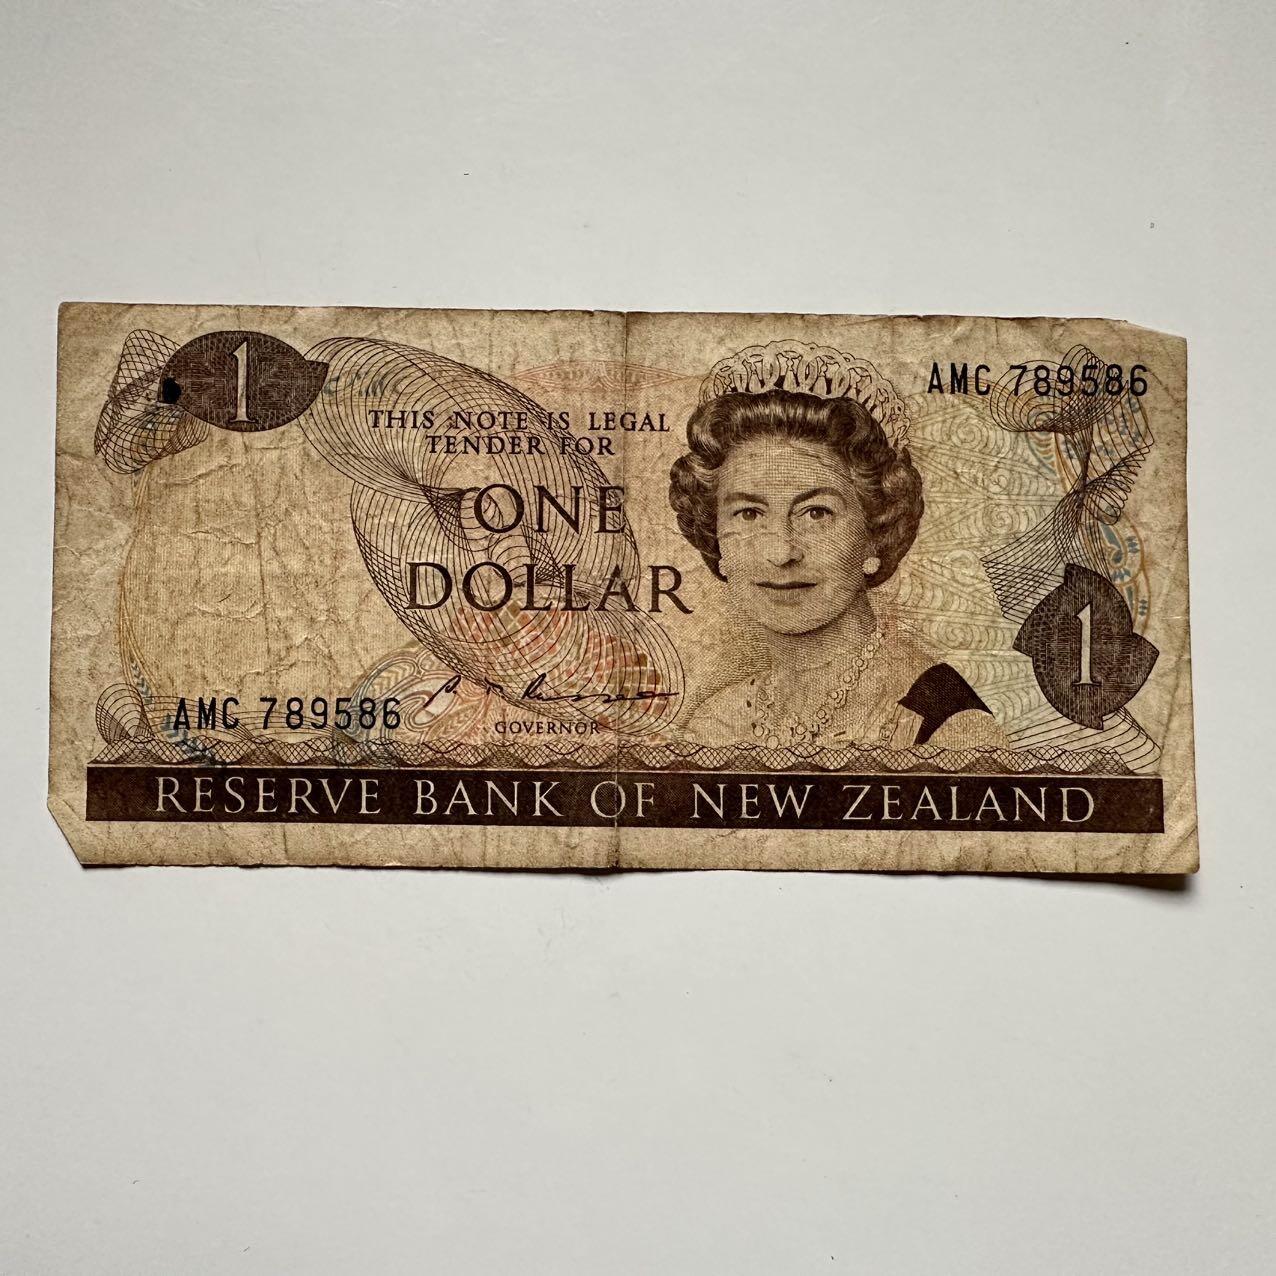 1
AMC 789586
THIS NOTE IS LEGAL
TENDER FOR
ONE
DOLLAR
1
AMC 789586
GOVERNOR
RESERVE BANK OF NEW ZEALAND